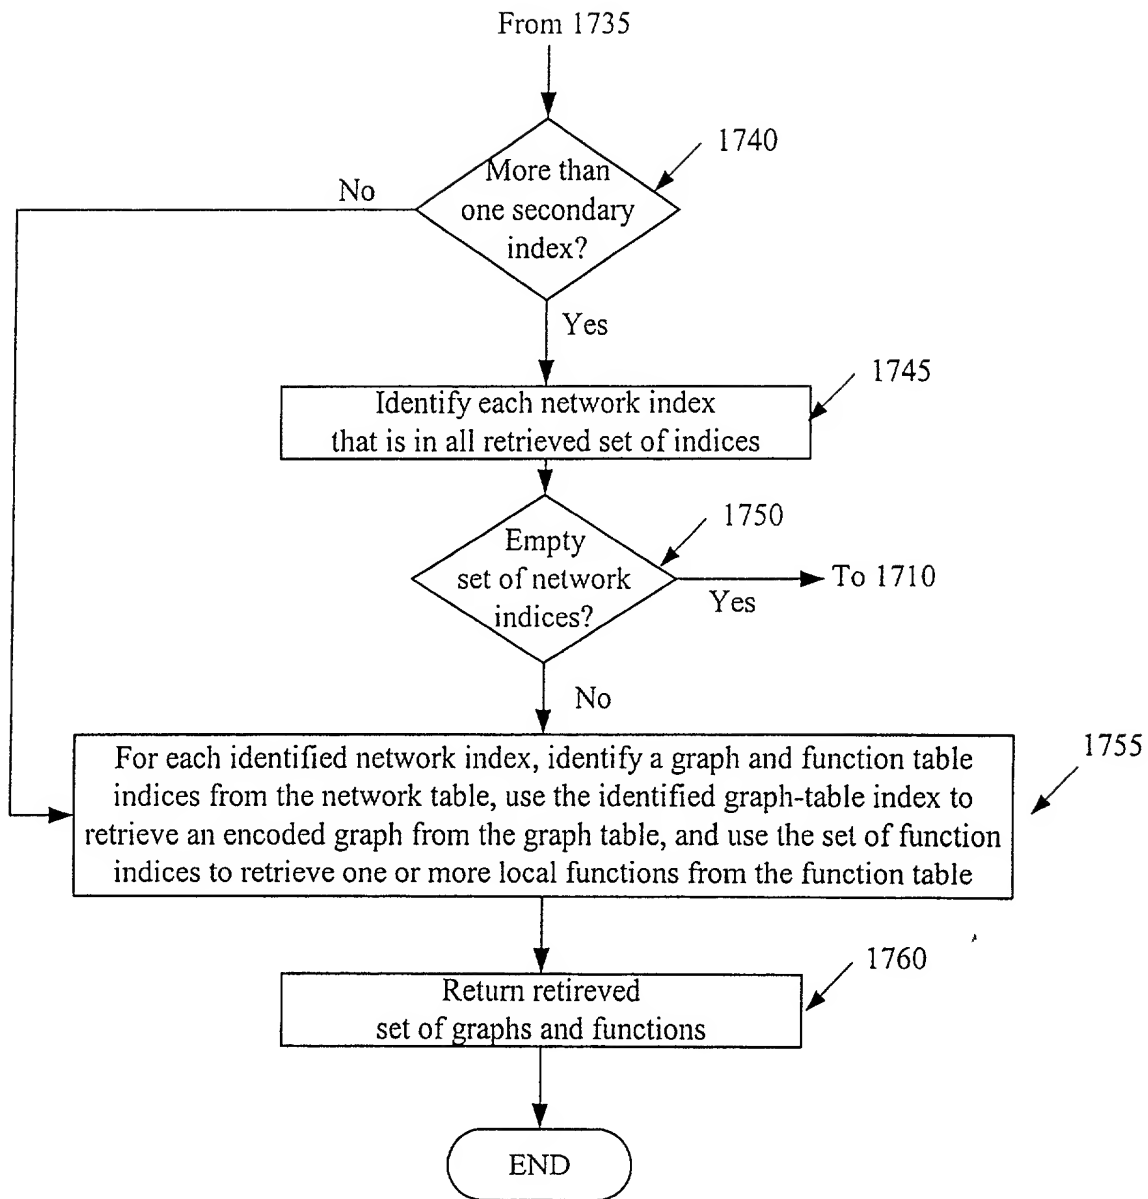 From 1735
1740
More than
one secondary
index?
No
Yes
1745
Identify each network index
that is in all retrieved set of indices
1750
Empty
set of network
indices?
To 1710
Yes
No
1755
For each identified network index, identify a graph and function table
indices from the network table, use the identified graph-table index to
retrieve an encoded graph from the graph table, and use the set of function
indices to retrieve one or more local functions from the function table
1760
Return retireved
set of graphs and functions
END